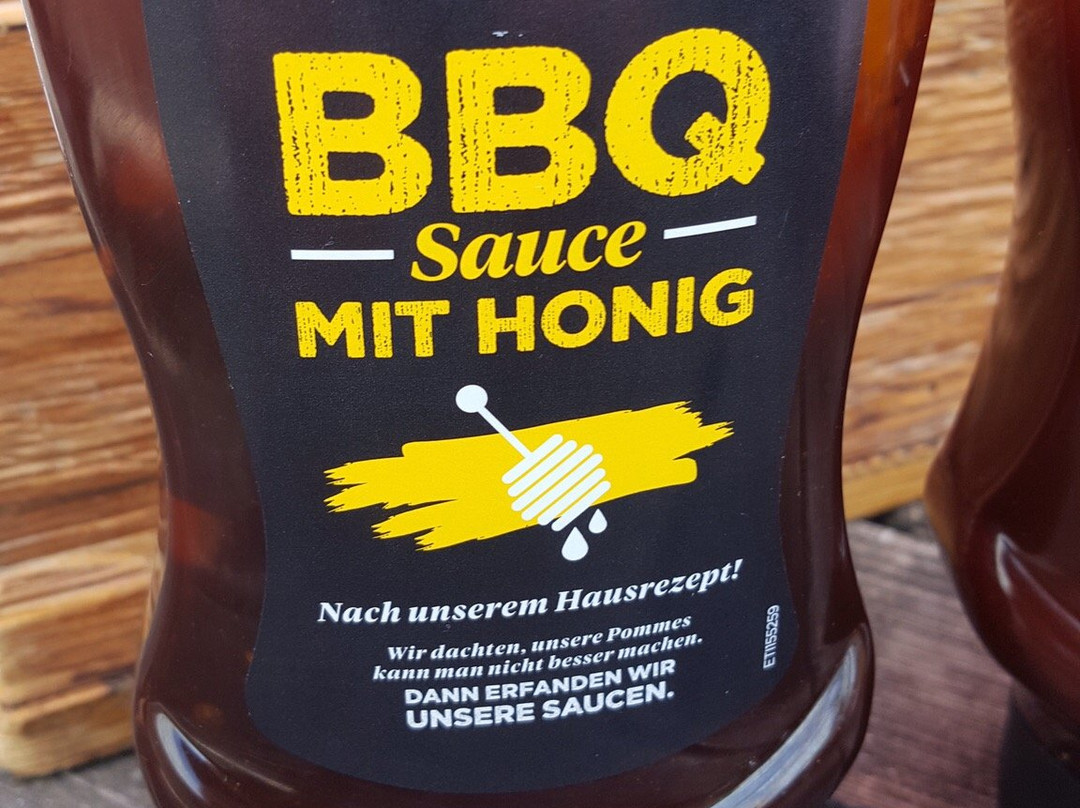 BBQ
Sauce
MIT HONIG
Nach unserem Hausrezept!
Wir dachten, unsere Pommes
kann man nicht besser machen.
DANN ERFANDEN WIR
UNSERE SAUCEN.
ETI155259